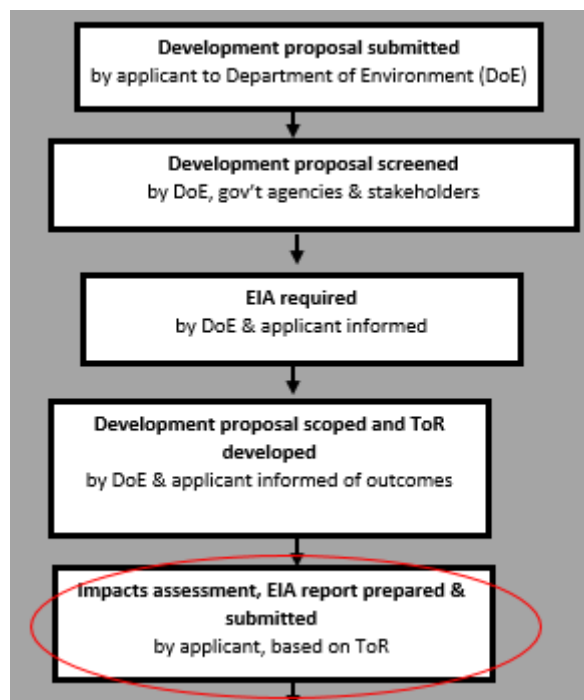 Development proposal submitted
by applicant to Department of Environment (DoE)
Development proposal screened
by DoE, gov't agencies & stakeholders
EIA required
by DoE & applicant informed
Development proposal scoped and ToR
developed
by DoE & applicant informed of outcomes
Impacts assessment, EIA report prepared &
submitted
by applicant, based on ToR